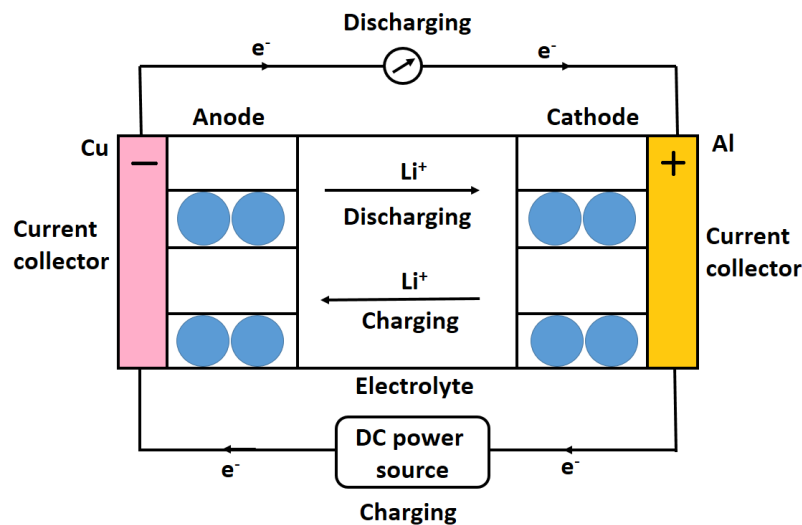 Discharging
e⁻
e⁻
Anode
Cathode
Cu
Al
−
+
Li⁺
Discharging
Current
collector
Current
collector
Li⁺
Charging
Electrolyte
DC power
source
e⁻
e⁻
Charging